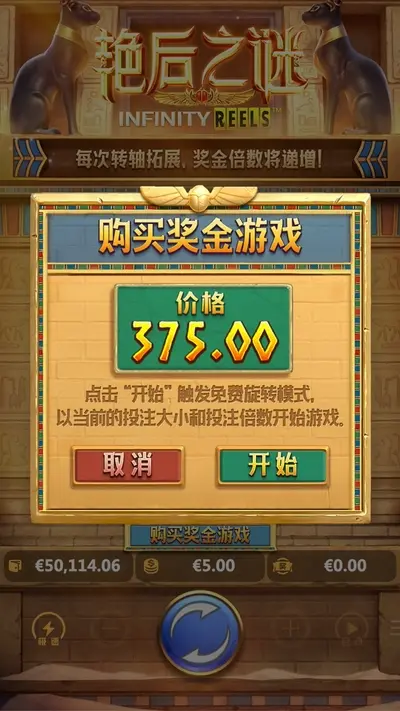 艳后之谜
INFINITY REELS™
每次转轴拓展，奖金倍数将递增！
购买奖金游戏
价格
375.00
点击“开始”触发免费旋转模式，
以当前的投注大小和投注倍数开始游戏。
取消
开始
购买奖金游戏
€50,114.06
€5.00
€0.00